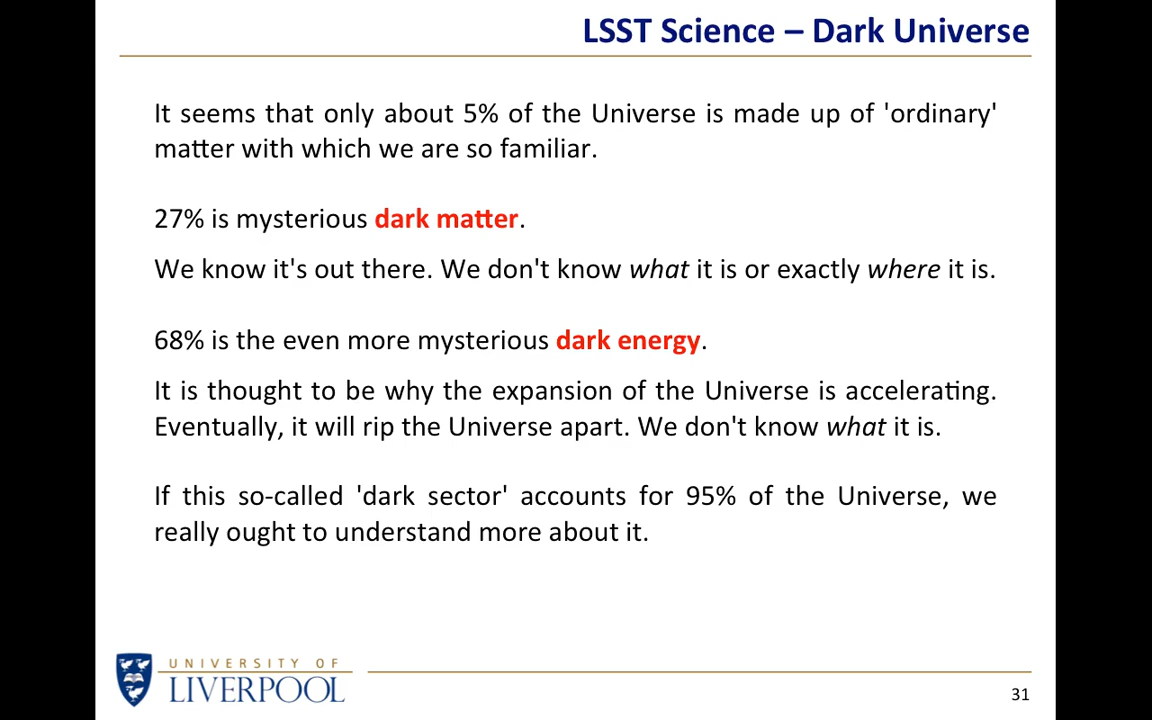 LSST Science – Dark Universe
It seems that only about 5% of the Universe is made up of 'ordinary'
matter with which we are so familiar.
27% is mysterious dark matter.
We know it's out there. We don't know what it is or exactly where it is.
68% is the even more mysterious dark energy.
It is thought to be why the expansion of the Universe is accelerating.
Eventually, it will rip the Universe apart. We don't know what it is.
If this so-called 'dark sector' accounts for 95% of the Universe, we
really ought to understand more about it.
UNIVERSITY OF
LIVERPOOL
31